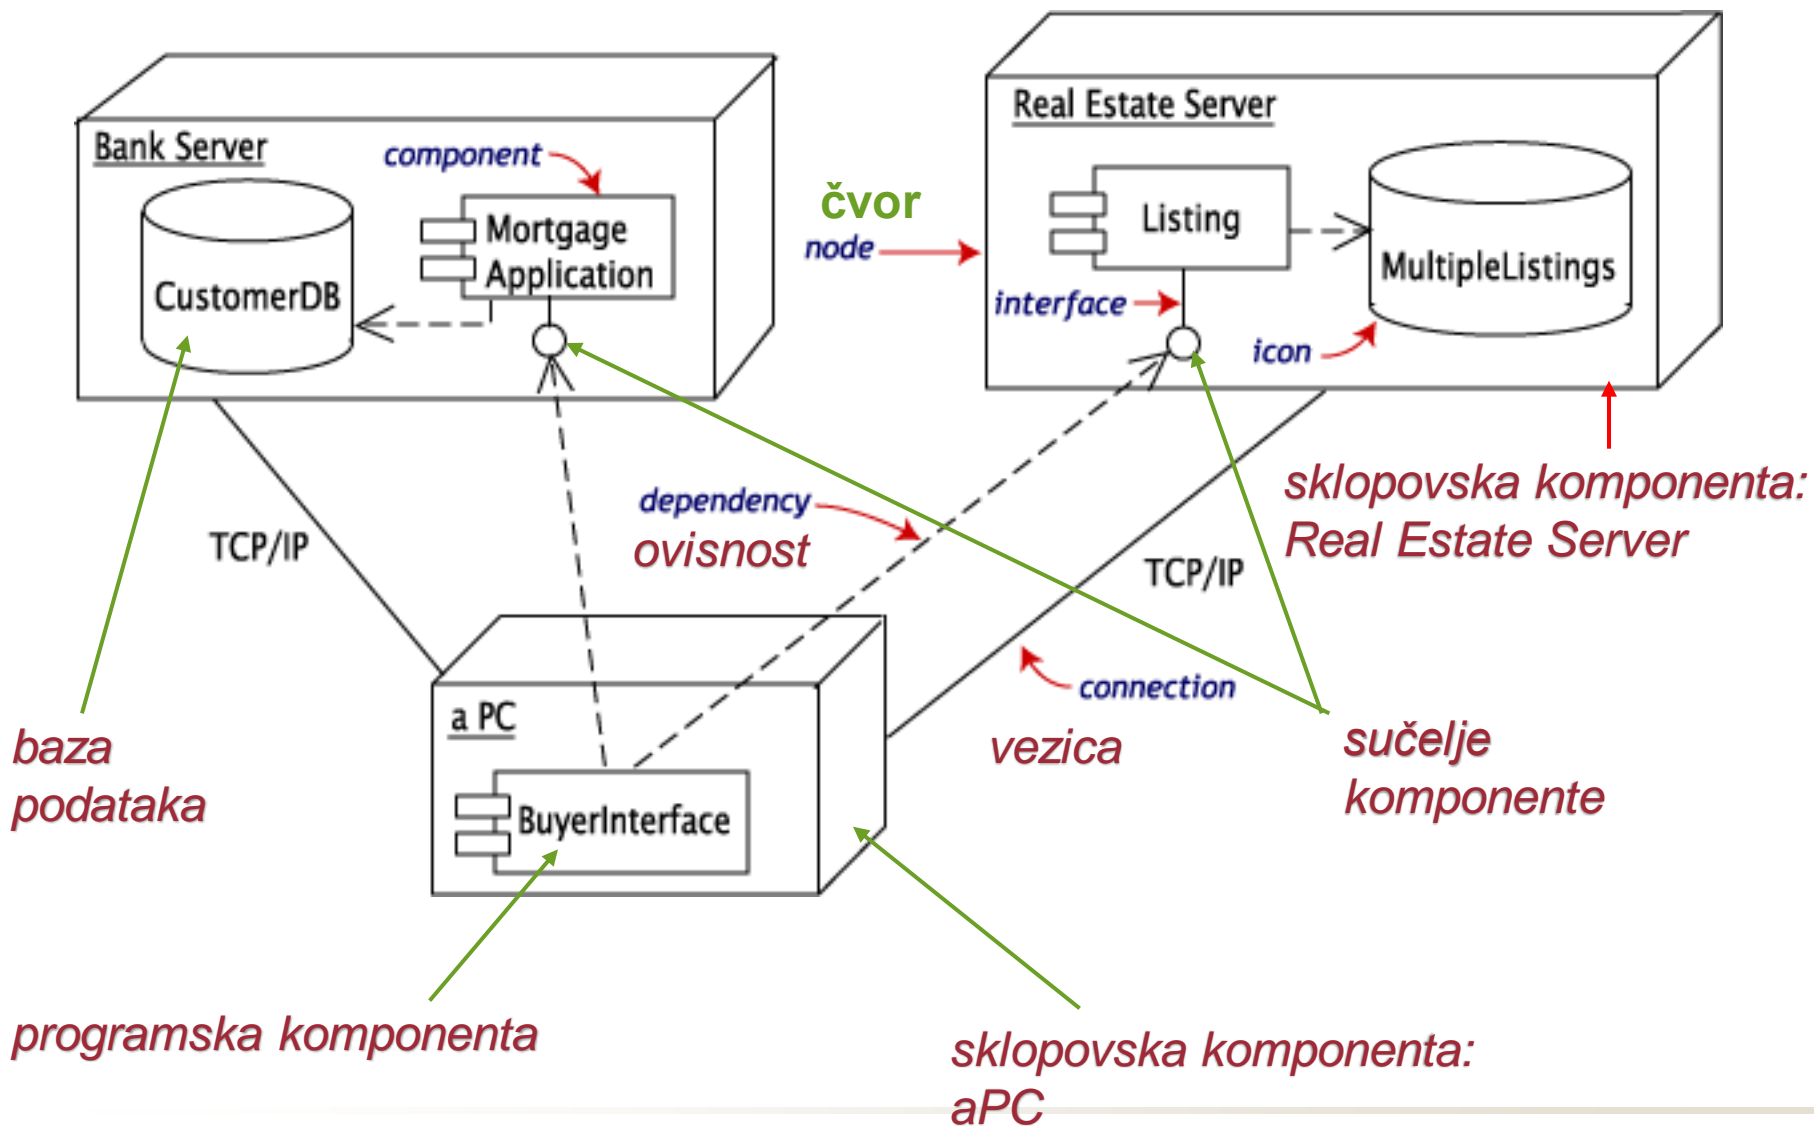 Real Estate Server
Bank Server
component
čvor
node
Mortgage
Application
CustomerDB
Listing
MultipleListings
interface
icon
sklopovska komponenta:
Real Estate Server
dependency
ovisnost
TCP/IP
TCP/IP
connection
vezica
a PC
BuyerInterface
sučelje
komponente
baza
podataka
programska komponenta
sklopovska komponenta:
aPC